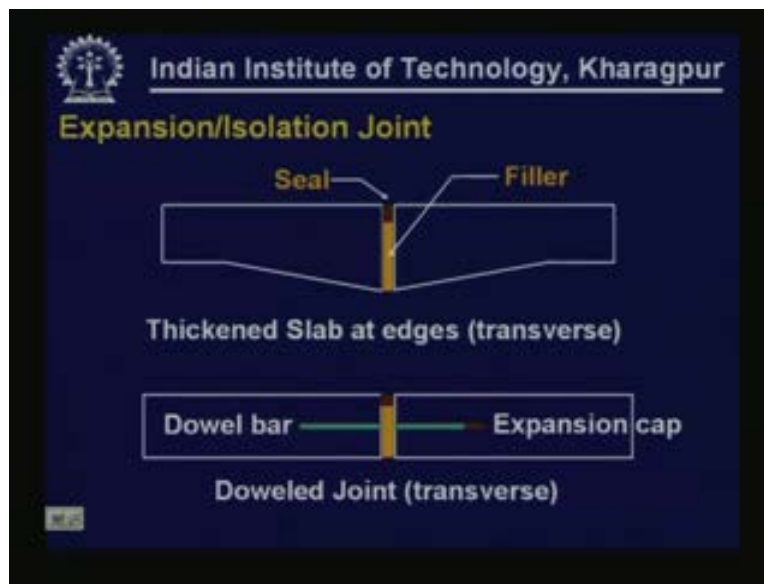 Indian Institute of Technology, Kharagpur
Expansion/Isolation Joint
Seal
Filler
Thickened Slab at edges (transverse)
Dowel bar
Expansion cap
Doweled Joint (transverse)